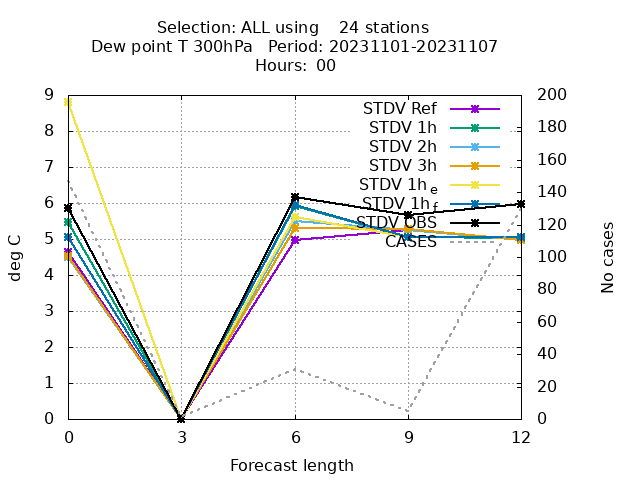 Selection: ALL using    24 stations
Dew point T 300hPa   Period: 20231101-20231107
Hours:  00
STDV Ref
STDV 1h
STDV 2h
STDV 3h
STDV 1h e
STDV 1h f
STDV OBS
CASES
9
8
7
6
5
4
3
2
1
0
200
180
160
140
120
100
80
60
40
20
0
deg C
No cases
0 3 6 9 12
Forecast length